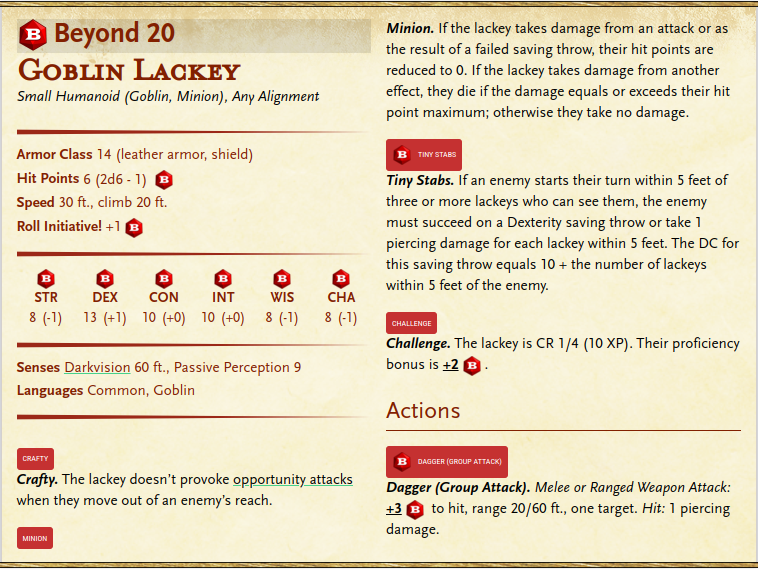 B Beyond 20
Goblin Lackey
Small Humanoid (Goblin, Minion), Any Alignment
Armor Class 14 (leather armor, shield)
Hit Points 6 (2d6 - 1) B
Speed 30 ft., climb 20 ft.
Roll Initiative! +1 B
B B B B B B
STR DEX CON INT WIS CHA
8 (-1) 13 (+1) 10 (+0) 10 (+0) 8 (-1) 8 (-1)
Senses Darkvision 60 ft., Passive Perception 9
Languages Common, Goblin
CRAFTY
Crafty. The lackey doesn't provoke opportunity attacks
when they move out of an enemy's reach.
MINION
Minion. If the lackey takes damage from an attack or as
the result of a failed saving throw, their hit points are
reduced to 0. If the lackey takes damage from another
effect, they die if the damage equals or exceeds their hit
point maximum; otherwise they take no damage.
B TINY STABS
Tiny Stabs. If an enemy starts their turn within 5 feet of
three or more lackeys who can see them, the enemy
must succeed on a Dexterity saving throw or take 1
piercing damage for each lackey within 5 feet. The DC for
this saving throw equals 10 + the number of lackeys
within 5 feet of the enemy.
CHALLENGE
Challenge. The lackey is CR 1/4 (10 XP). Their proficiency
bonus is +2 B .
Actions
B DAGGER (GROUP ATTACK)
Dagger (Group Attack). Melee or Ranged Weapon Attack:
+3 B to hit, range 20/60 ft., one target. Hit: 1 piercing
damage.